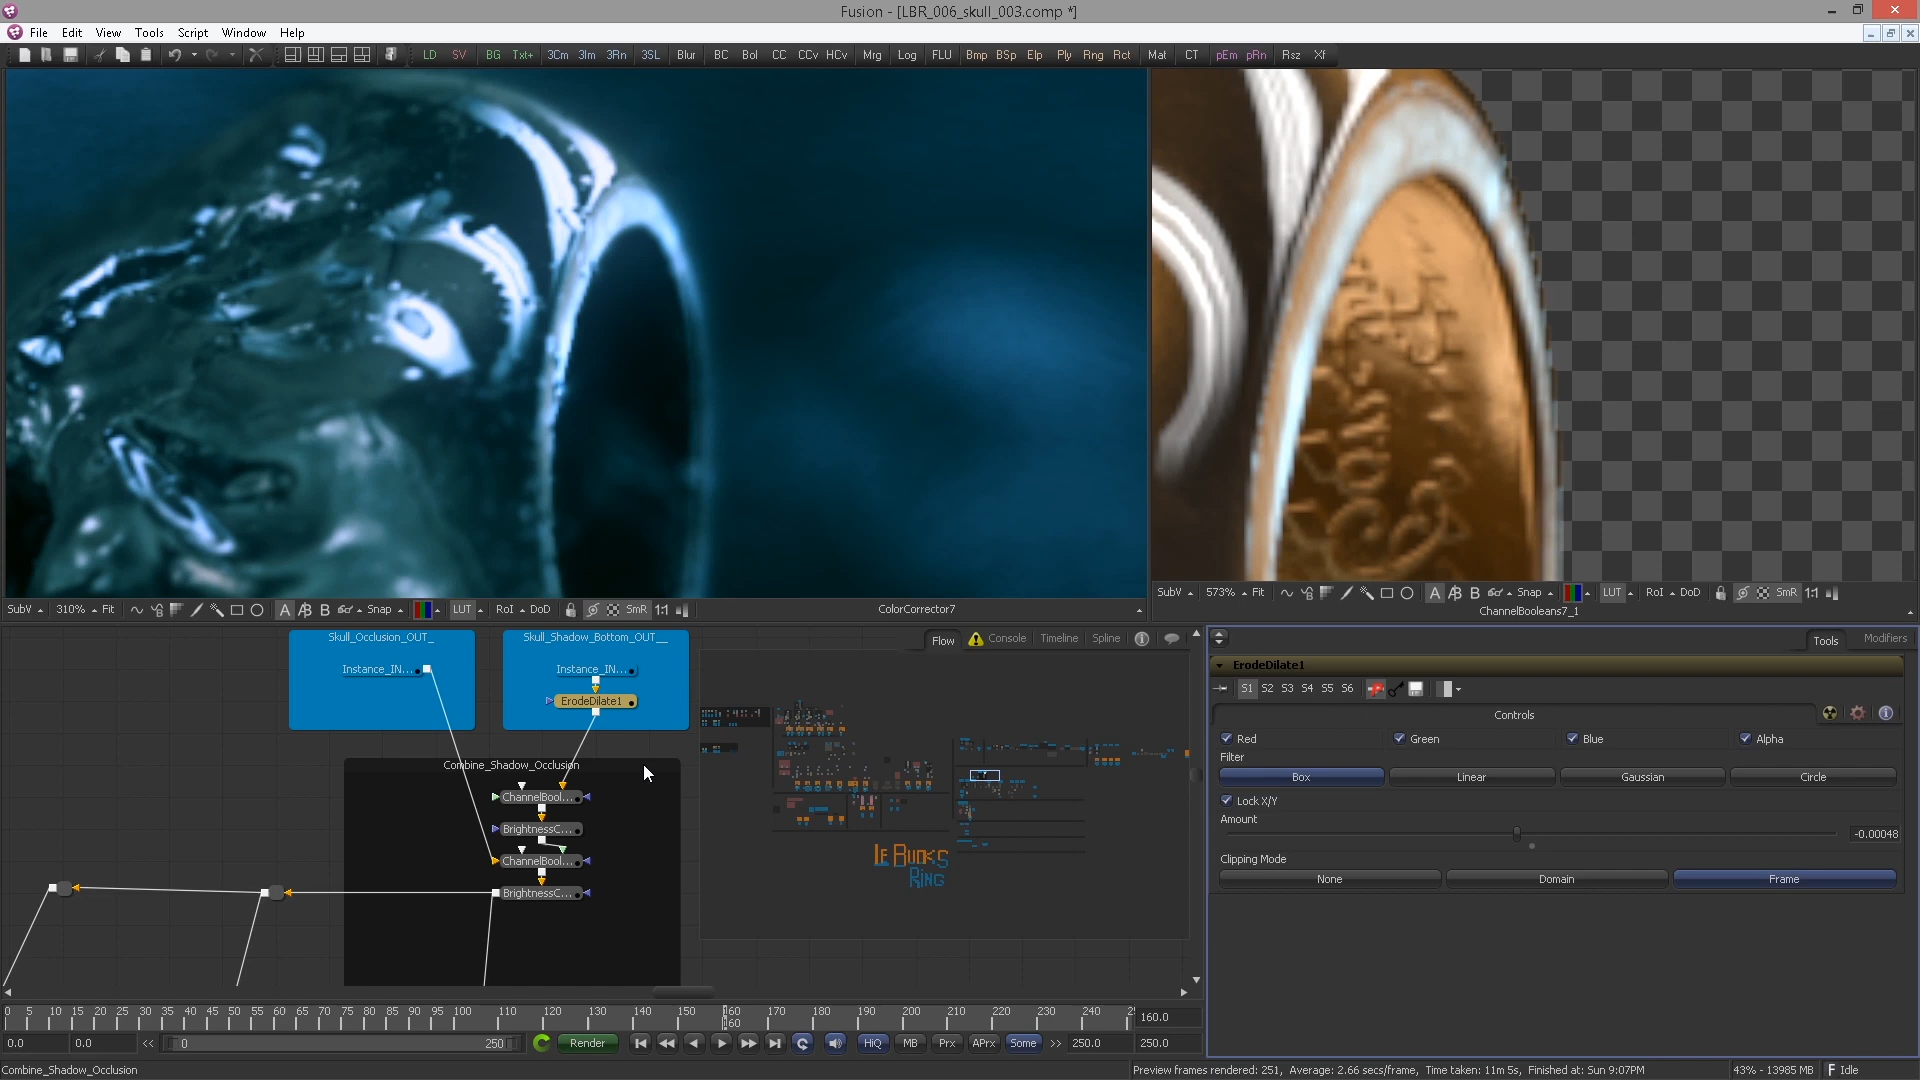 Fusion - [LBR_006_skull_003.comp *]
File Edit View Tools Script Window Help
LD SV BG Txt+ 3Cm 3Im 3Rn 3SL Blur BC Bol CC CCv HCv Mrg Log FLU Bmp BSp Elp Ply Rng Rct Mat CT pEm pRn Rsz Xf
SubV 573% Fit A B Snap LUT RoI DoD SmR 1:1
SubV 310% Fit A B Snap LUT RoI DoD SmR 1:1 ColorCorrector7
ChannelBooleans7_1
Skull_Occlusion_OUT_ Skull_Shadow_Bottom_OUT__
Flow Console Timeline Spline
Tools Modifiers
Instance_IN... Instance_IN...
ErodeDilate1
ErodeDilate1
S1 S2 S3 S4 S5 S6
Controls
Red Green Blue Alpha
Filter
Box Linear Gaussian Circle
Lock X/Y
Amount
-0.00048
Clipping Mode
None Domain Frame
Combine_Shadow_Occlusion
ChannelBool...
BrightnessC...
ChannelBool...
BrightnessC...
Le Bucks
Ring
0 5 10 15 20 25 30 35 40 45 50 55 60 65 70 75 80 85 90 95 100 110 120 130 140 150 160 170 180 190 200 210 220 230 240 160.0
160
0.0 0.0 << 0 250 Render HiQ MB Prx APrx Some >> 250.0 250.0
Combine_Shadow_Occlusion
Preview frames rendered: 251, Average: 2.66 secs/frame, Time taken: 11m 5s, Finished at: Sun 9:07PM 43% - 13985 MB F Idle